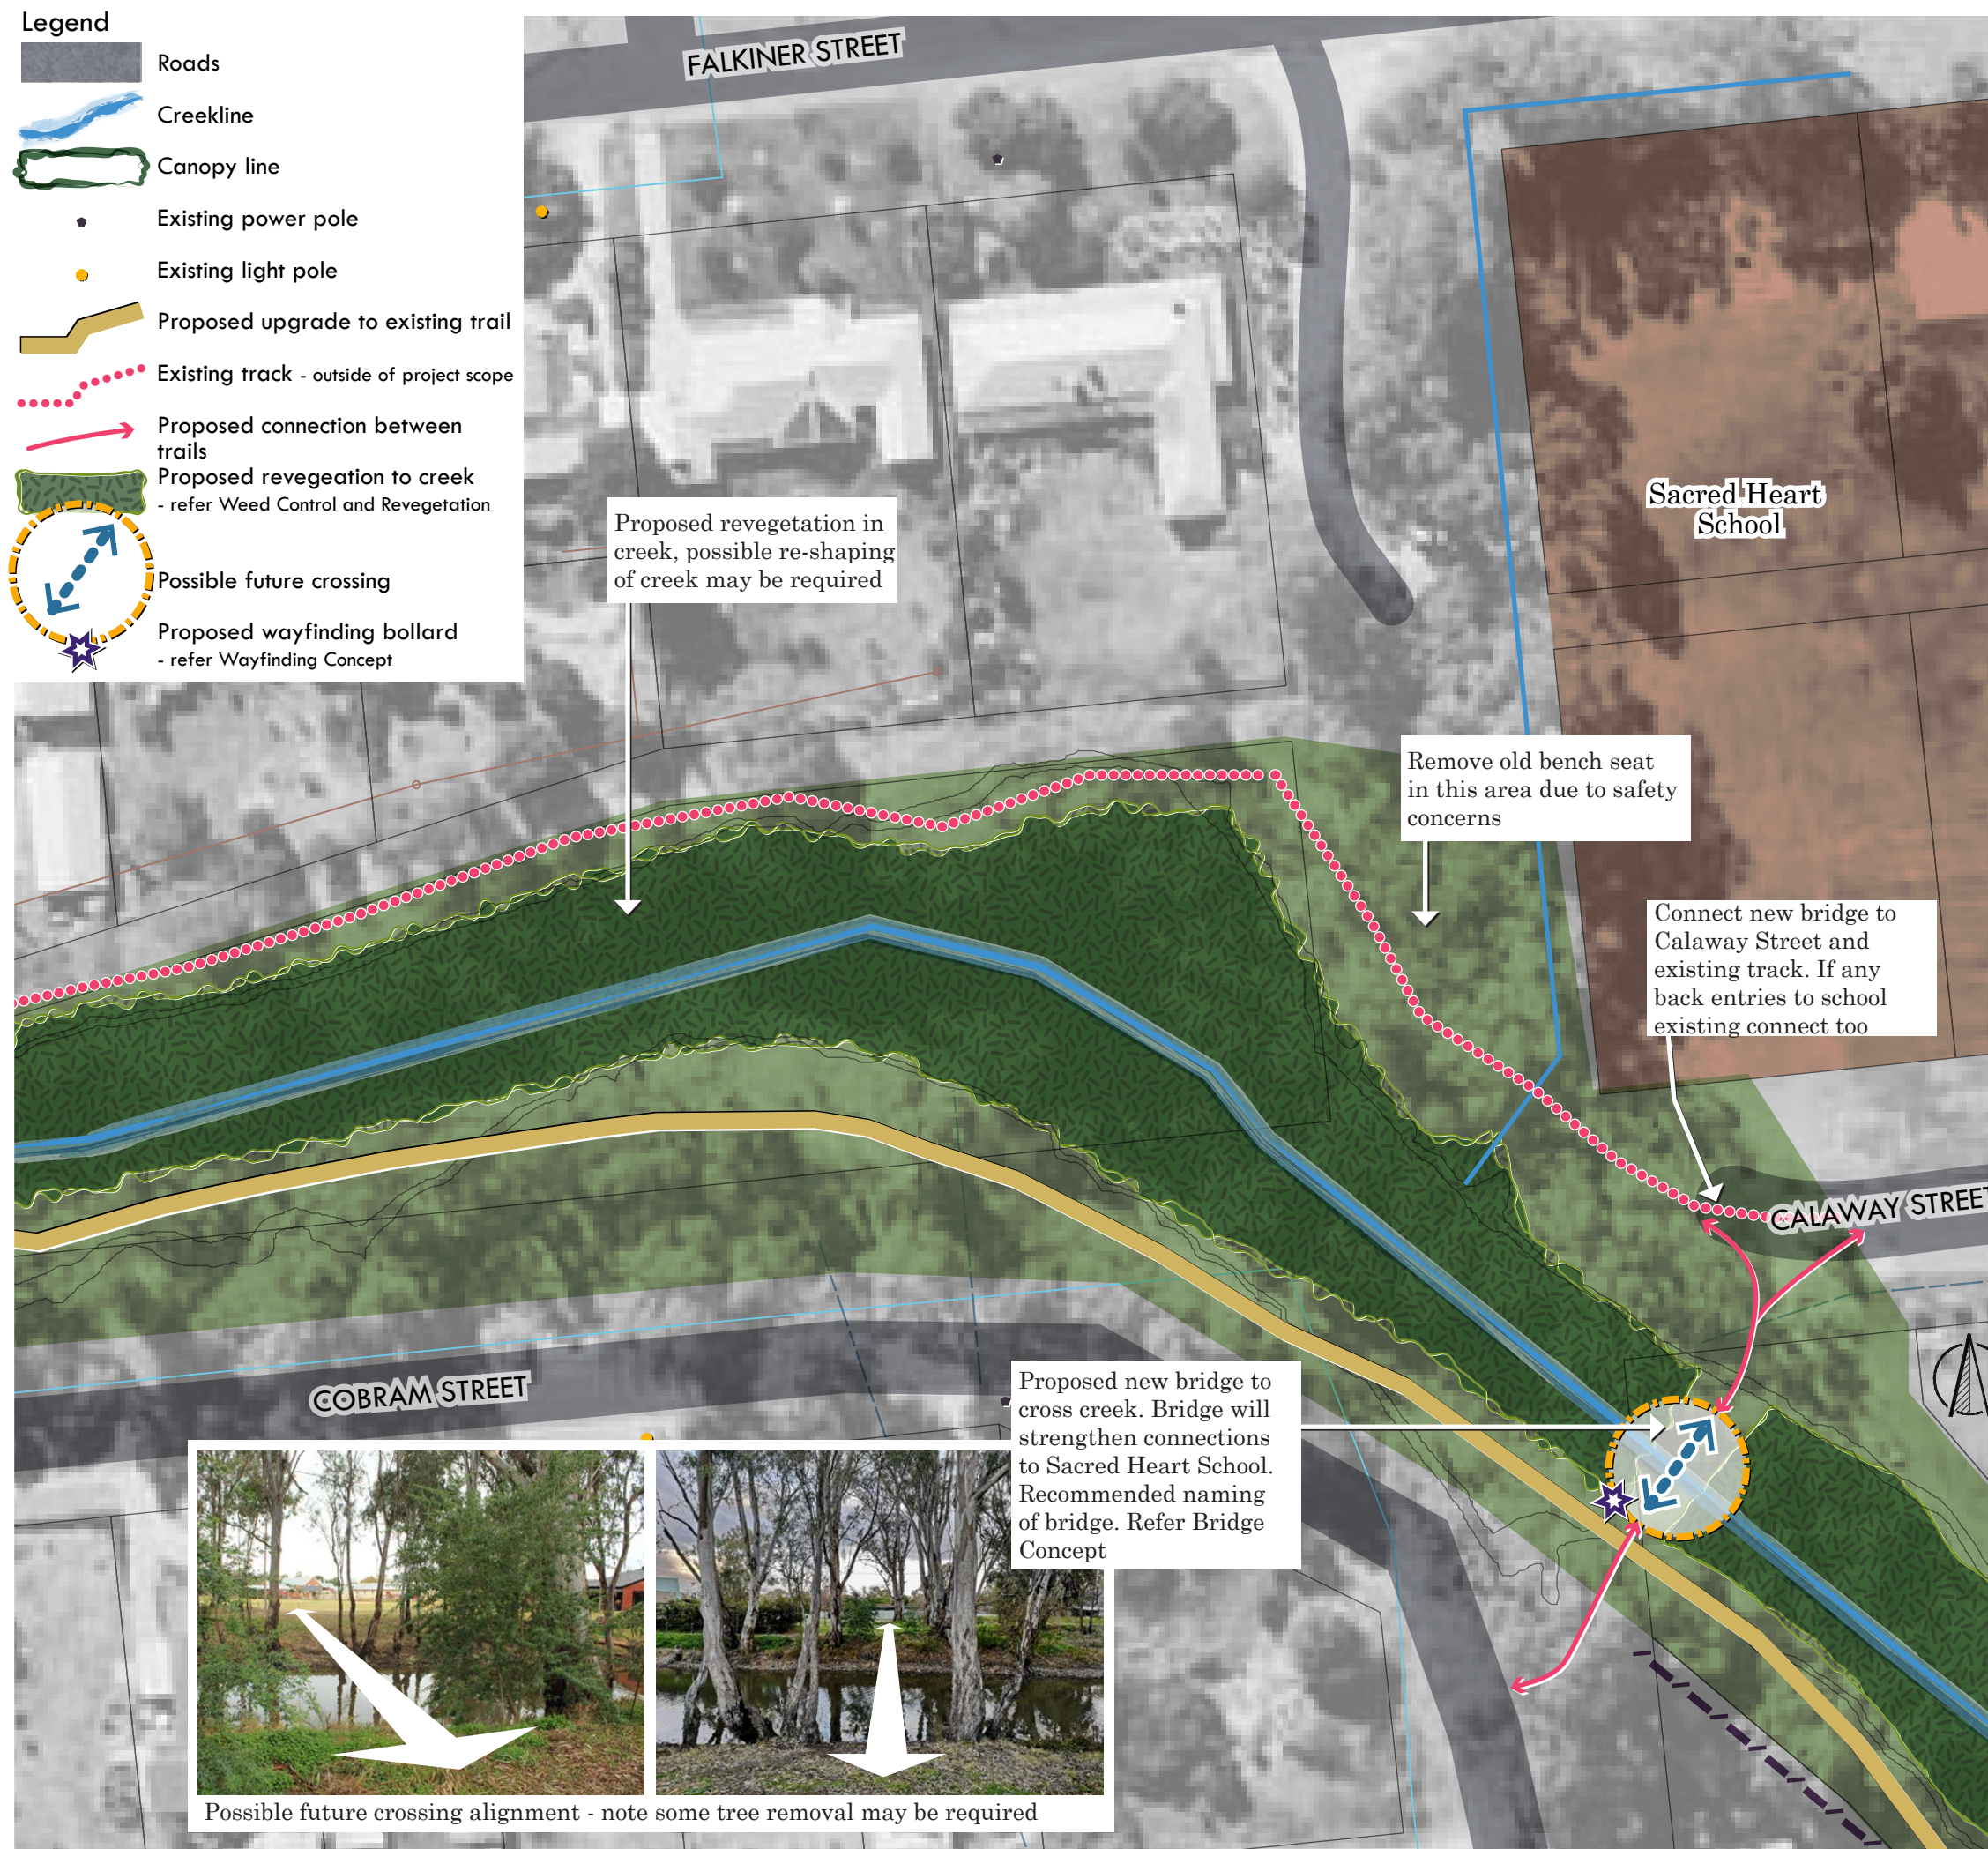 Legend
Roads
Creekline
Canopy line
Existing power pole
Existing light pole
Proposed upgrade to existing trail
Existing track - outside of project scope
Proposed connection between
trails
Proposed revegeation to creek
- refer Weed Control and Revegetation
Possible future crossing
Proposed wayfinding bollard
- refer Wayfinding Concept
FALKINER STREET
Sacred Heart
School
Proposed revegetation in
creek, possible re-shaping
of creek may be required
Remove old bench seat
in this area due to safety
concerns
Connect new bridge to
Calaway Street and
existing track. If any
back entries to school
existing connect too
CALAWAY STREET
COBRAM STREET
Proposed new bridge to
cross creek. Bridge will
strengthen connections
to Sacred Heart School.
Recommended naming
of bridge. Refer Bridge
Concept
Possible future crossing alignment - note some tree removal may be required